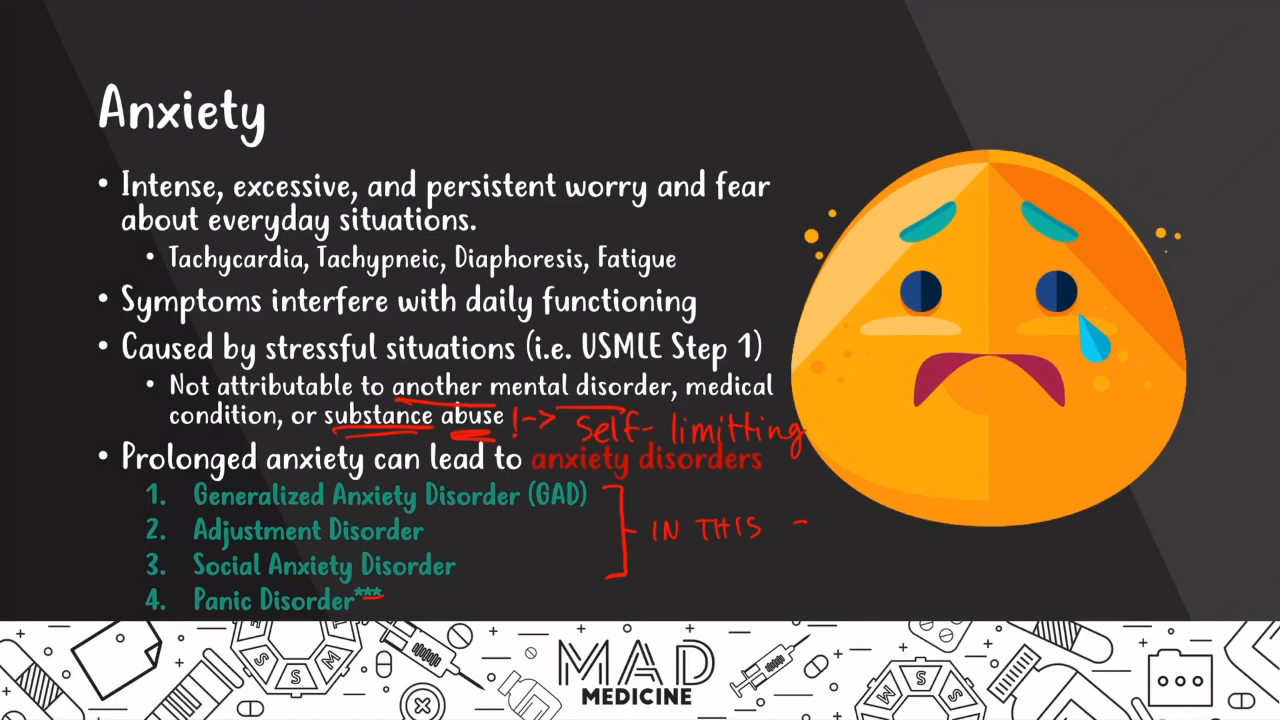 Anxiety
• Intense, excessive, and persistent worry and fear
about everyday situations.
• Tachycardia, Tachypneic, Diaphoresis, Fatigue
• Symptoms interfere with daily functioning
• Caused by stressful situations (i.e. USMLE Step 1)
• Not attributable to another mental disorder, medical
condition, or substance abuse !-> Self-limitting
• Prolonged anxiety can lead to anxiety disorders
1. Generalized Anxiety Disorder (GAD)
2. Adjustment Disorder
IN THIS -
3. Social Anxiety Disorder
4. Panic Disorder***
MAD
MEDICINE